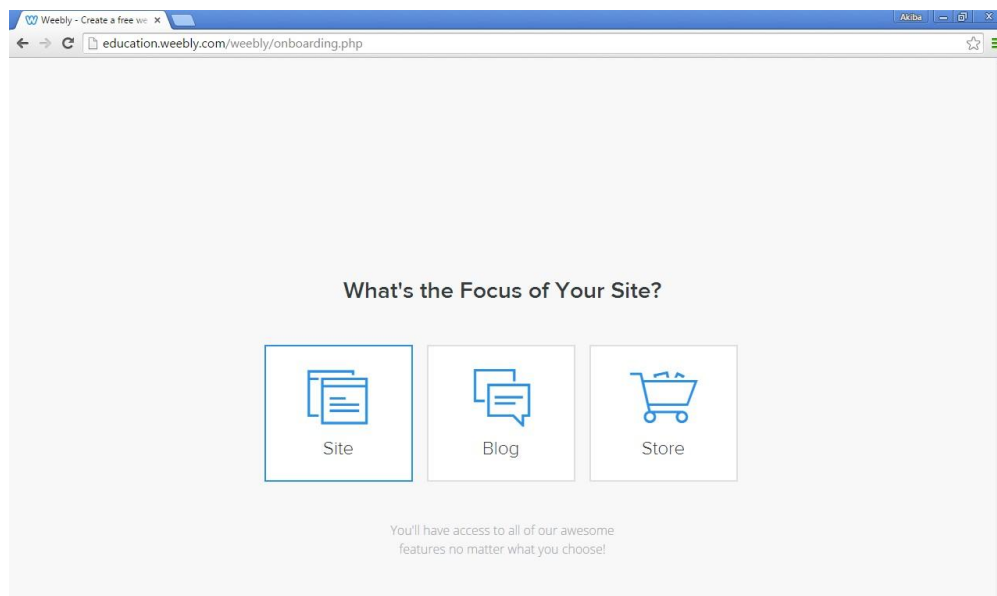 Weebly - Create a free we
Akiba
education.weebly.com/weebly/onboarding.php
What's the Focus of Your Site?
Site
Blog
Store
You'll have access to all of our awesome
features no matter what you choose!